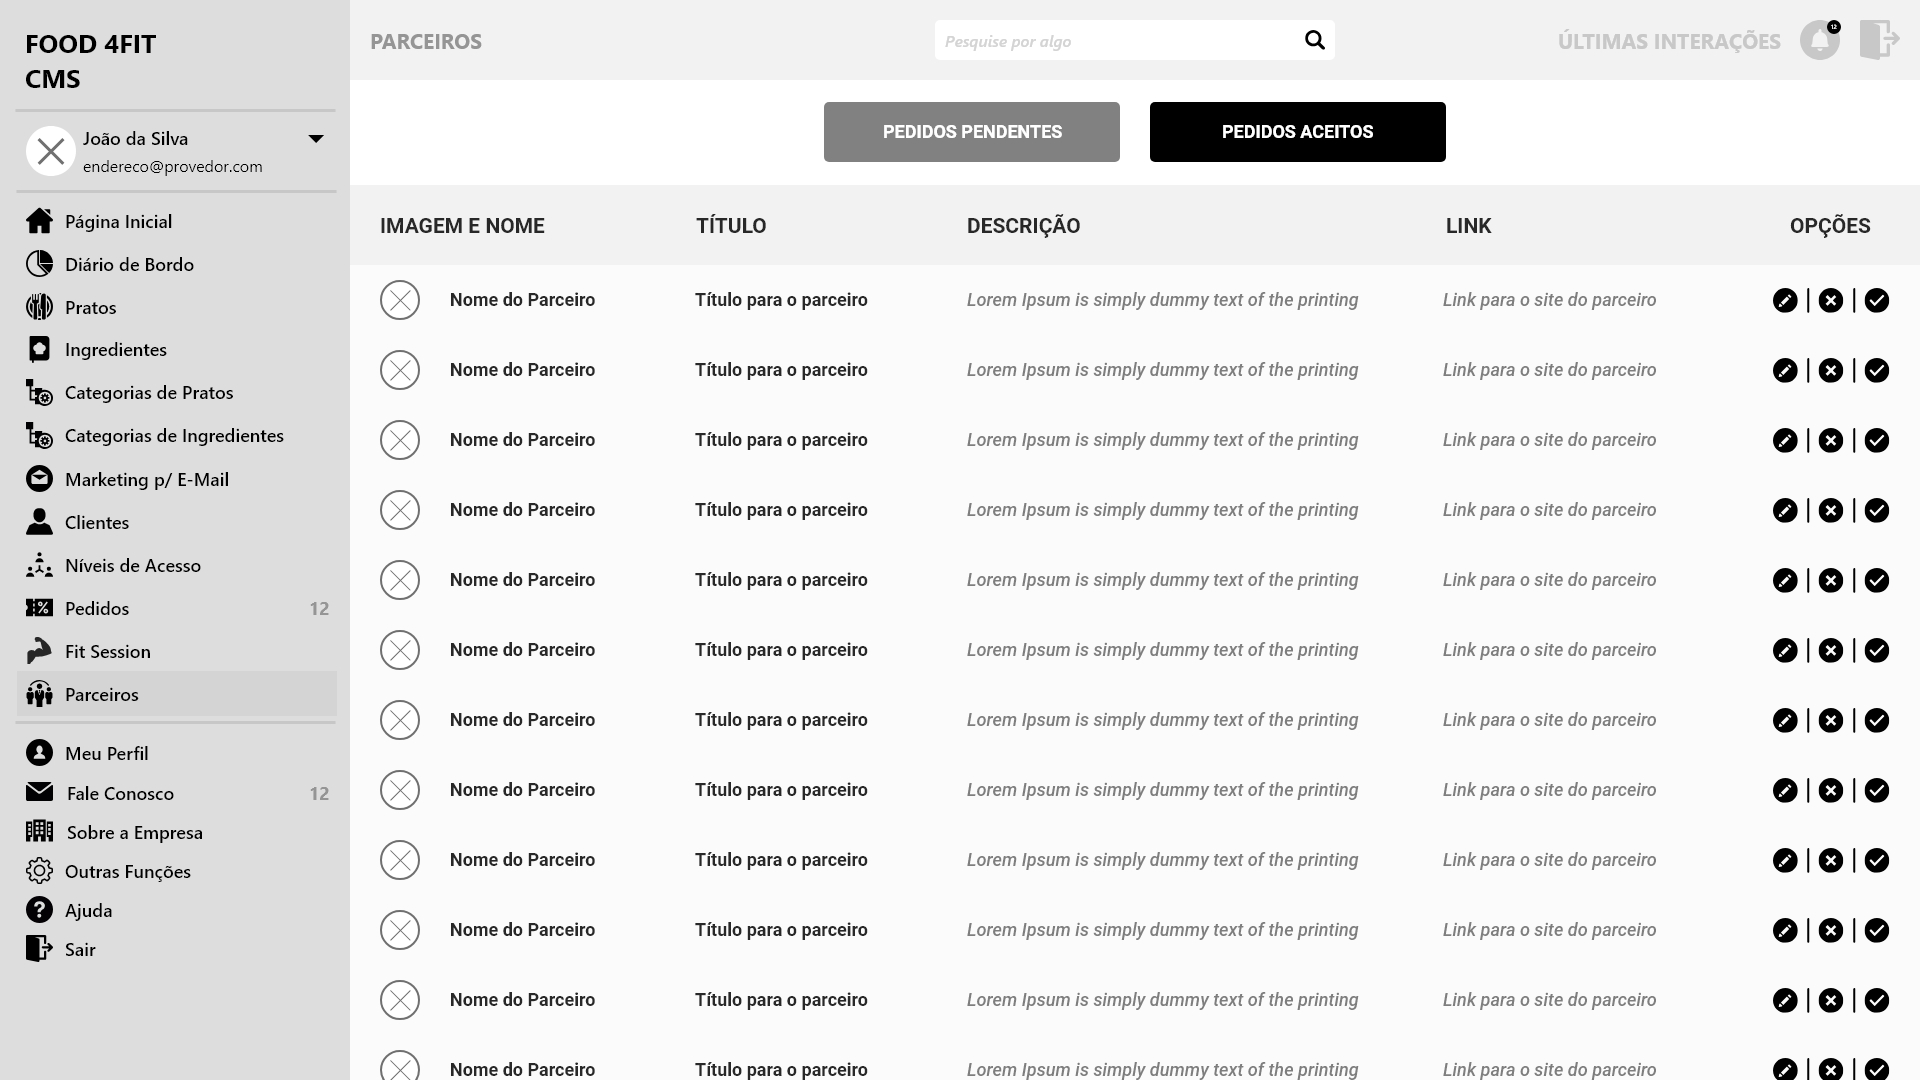 FOOD 4FIT
CMS
João da Silva
endereco@provedor.com
Página Inicial
Diário de Bordo
Pratos
Ingredientes
Categorias de Pratos
Categorias de Ingredientes
Marketing p/ E-Mail
Clientes
Níveis de Acesso
Pedidos 12
Fit Session
Parceiros
Meu Perfil
Fale Conosco 12
Sobre a Empresa
Outras Funções
Ajuda
Sair
PARCEIROS
Pesquise por algo
ÚLTIMAS INTERAÇÕES
12
PEDIDOS PENDENTES
PEDIDOS ACEITOS
IMAGEM E NOME TÍTULO DESCRIÇÃO LINK OPÇÕES
Nome do Parceiro Título para o parceiro Lorem Ipsum is simply dummy text of the printing Link para o site do parceiro
Nome do Parceiro Título para o parceiro Lorem Ipsum is simply dummy text of the printing Link para o site do parceiro
Nome do Parceiro Título para o parceiro Lorem Ipsum is simply dummy text of the printing Link para o site do parceiro
Nome do Parceiro Título para o parceiro Lorem Ipsum is simply dummy text of the printing Link para o site do parceiro
Nome do Parceiro Título para o parceiro Lorem Ipsum is simply dummy text of the printing Link para o site do parceiro
Nome do Parceiro Título para o parceiro Lorem Ipsum is simply dummy text of the printing Link para o site do parceiro
Nome do Parceiro Título para o parceiro Lorem Ipsum is simply dummy text of the printing Link para o site do parceiro
Nome do Parceiro Título para o parceiro Lorem Ipsum is simply dummy text of the printing Link para o site do parceiro
Nome do Parceiro Título para o parceiro Lorem Ipsum is simply dummy text of the printing Link para o site do parceiro
Nome do Parceiro Título para o parceiro Lorem Ipsum is simply dummy text of the printing Link para o site do parceiro
Nome do Parceiro Título para o parceiro Lorem Ipsum is simply dummy text of the printing Link para o site do parceiro
Nome do Parceiro Título para o parceiro Lorem Ipsum is simply dummy text of the printing Link para o site do parceiro